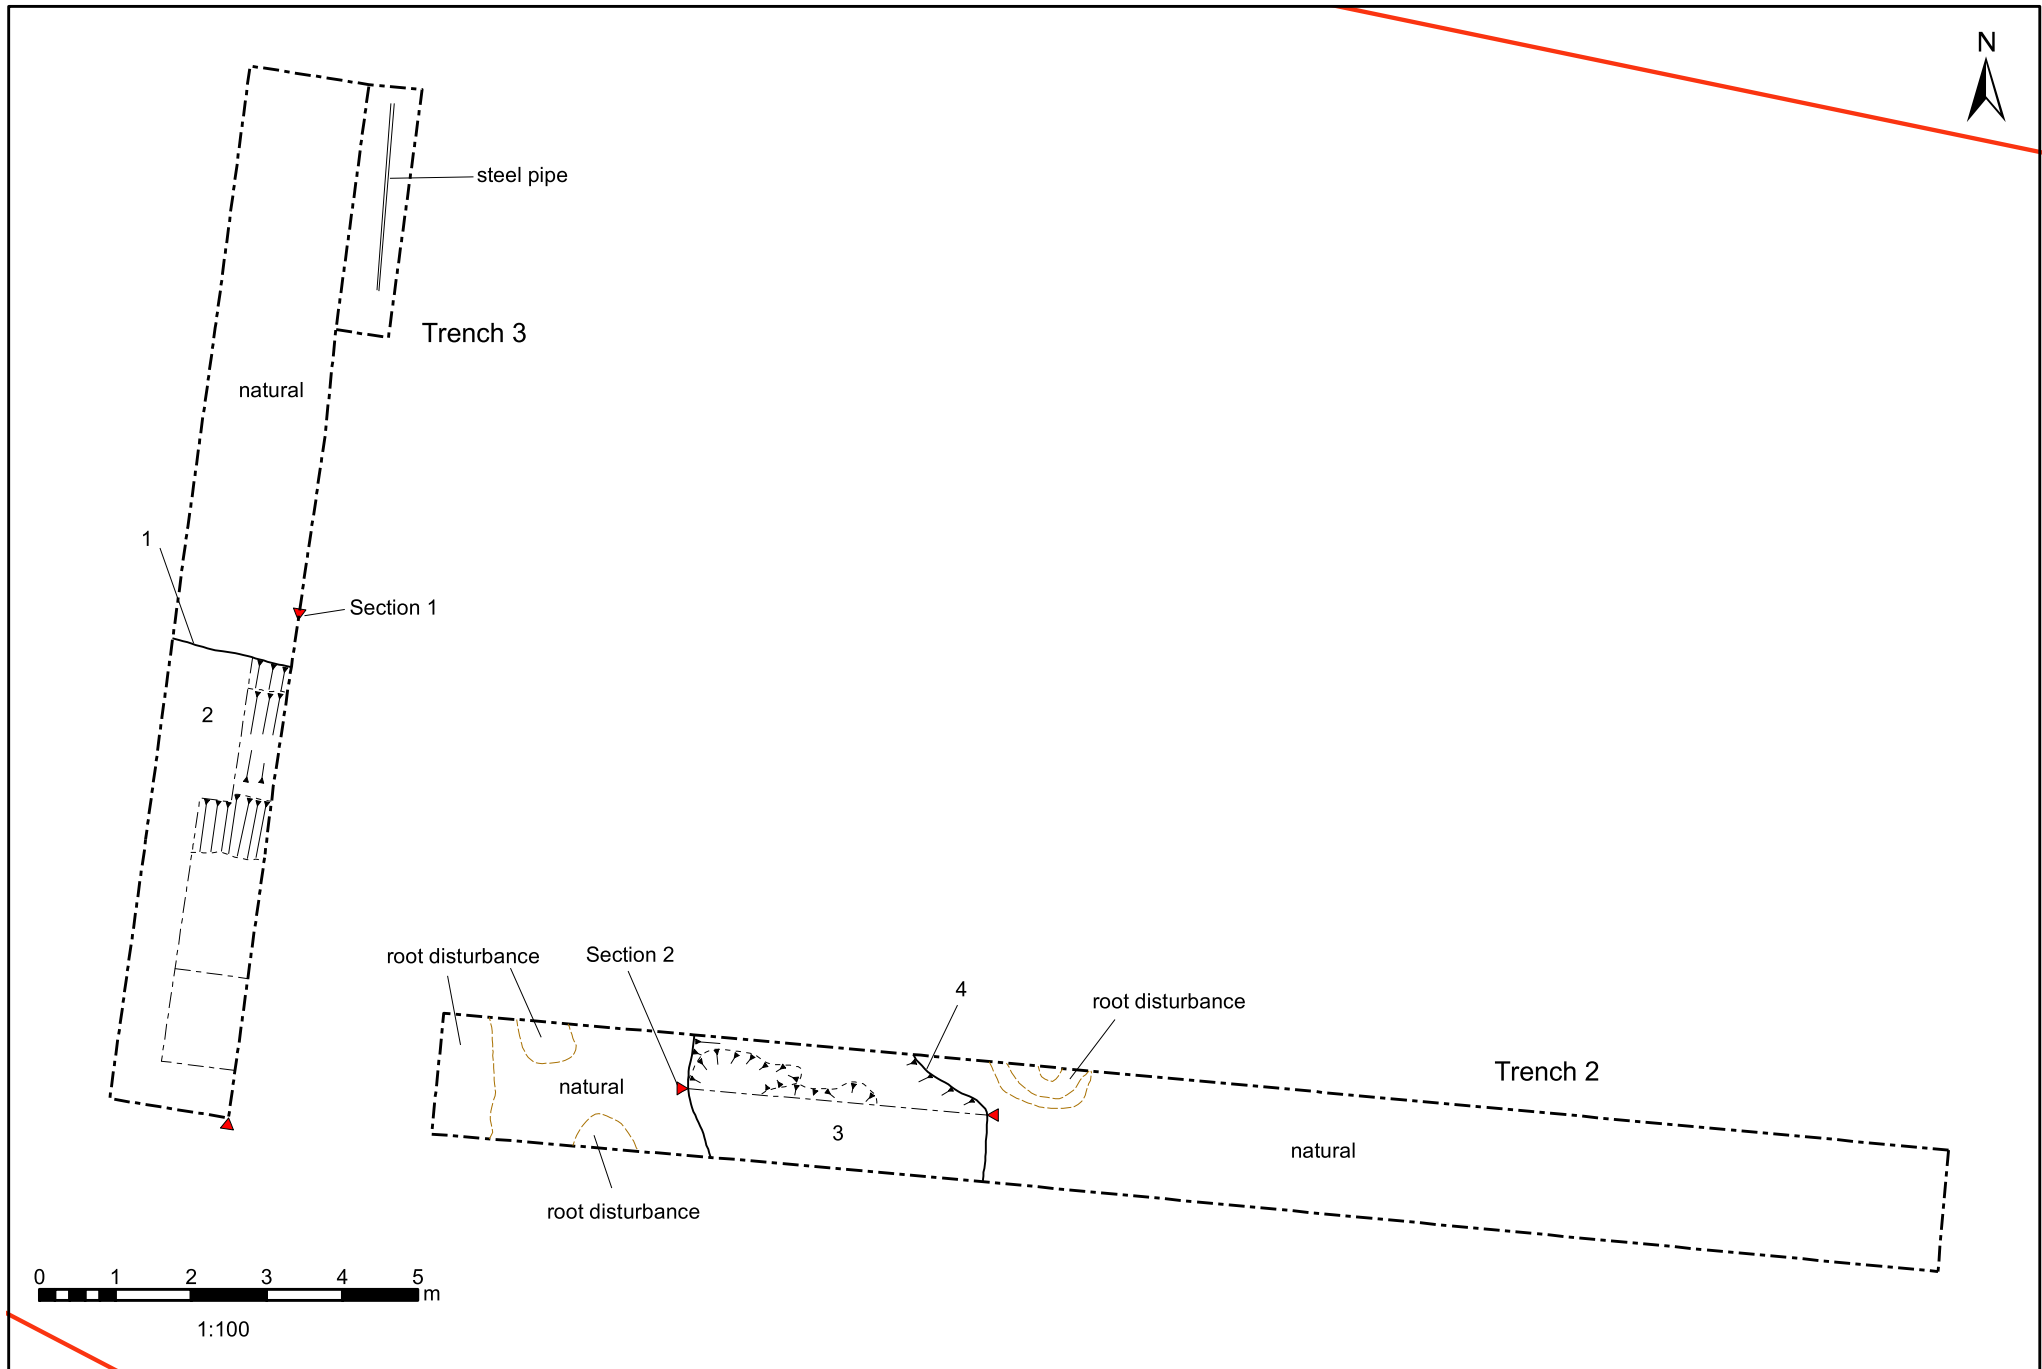 N
steel pipe
Trench 3
natural
1
Section 1
2
root disturbance
Section 2
4
root disturbance
Trench 2
natural
3
natural
root disturbance
0 1 2 3 4 5
m
1:100